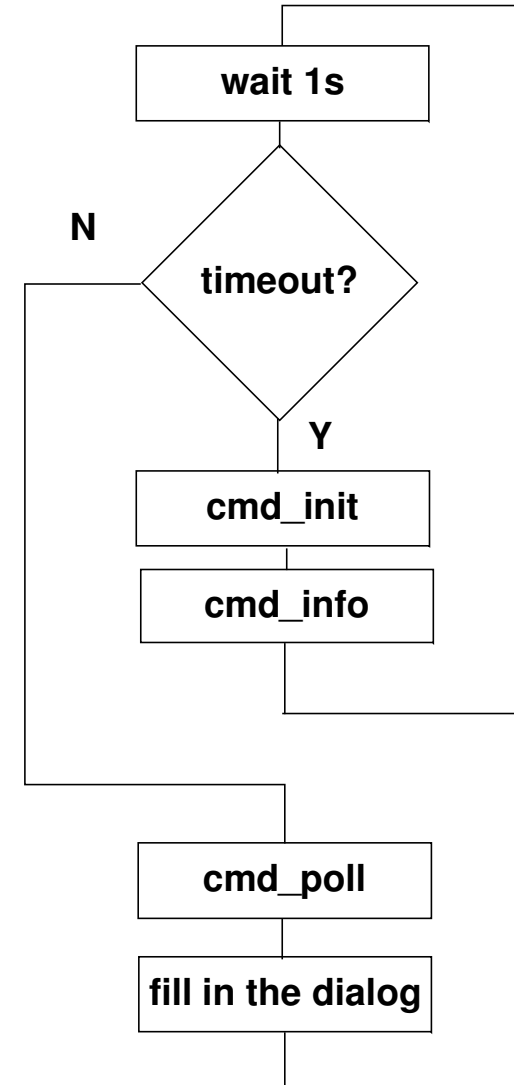 wait 1s
N
timeout?
Y
cmd_init
cmd_info
cmd_poll
fill in the dialog